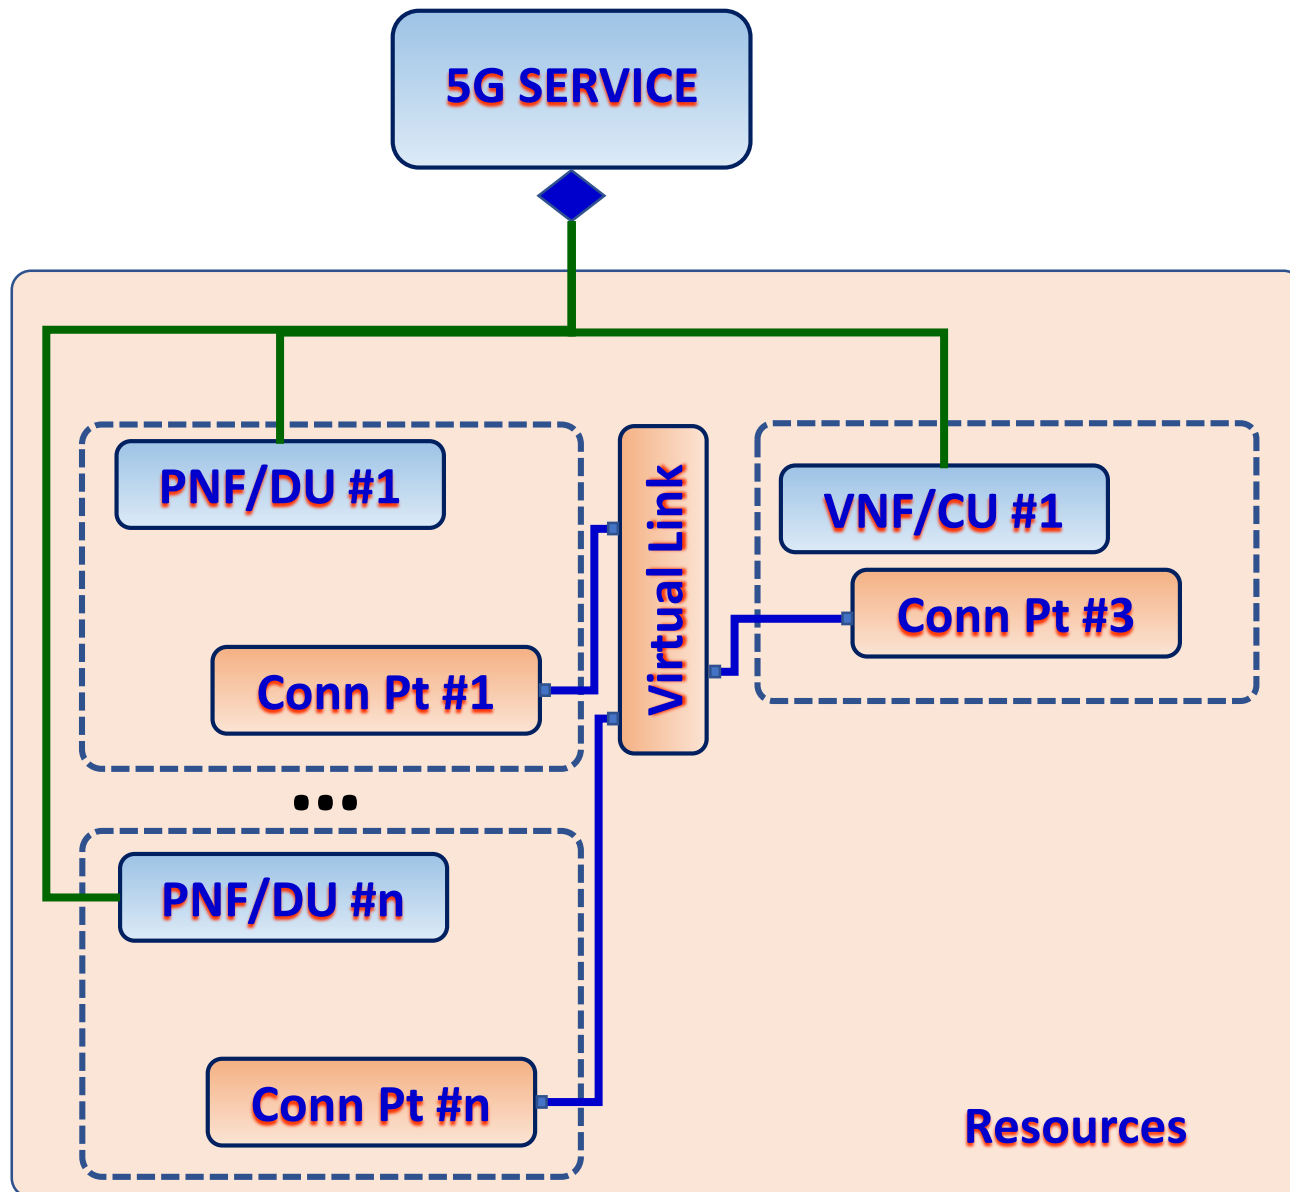 5G SERVICE
PNF/DU #1
Conn Pt #1
Virtual Link
VNF/CU #1
Conn Pt #3
...
PNF/DU #n
Conn Pt #n
Resources